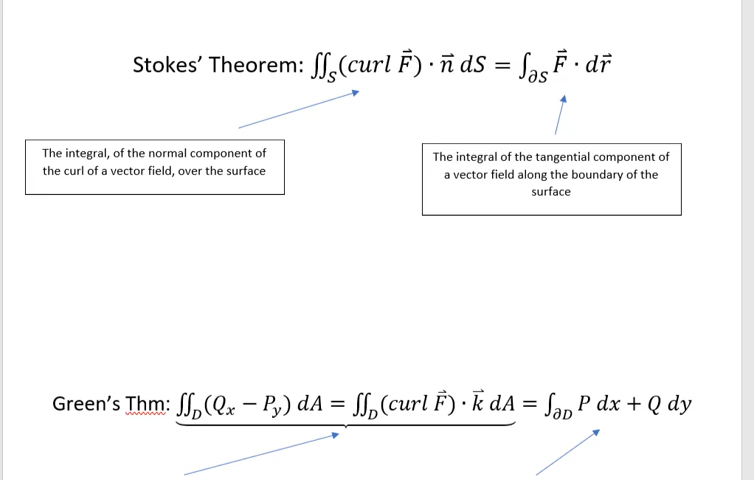 Stokes’ Theorem: ∬_S(curl F⃗) · n⃗ dS = ∫_∂S F⃗ · dr⃗
The integral, of the normal component of
the curl of a vector field, over the surface
The integral of the tangential component of
a vector field along the boundary of the
surface
Green’s Thm: ∬_D(Q_x − P_y) dA = ∬_D(curl F⃗) · k⃗ dA = ∫_∂D P dx + Q dy